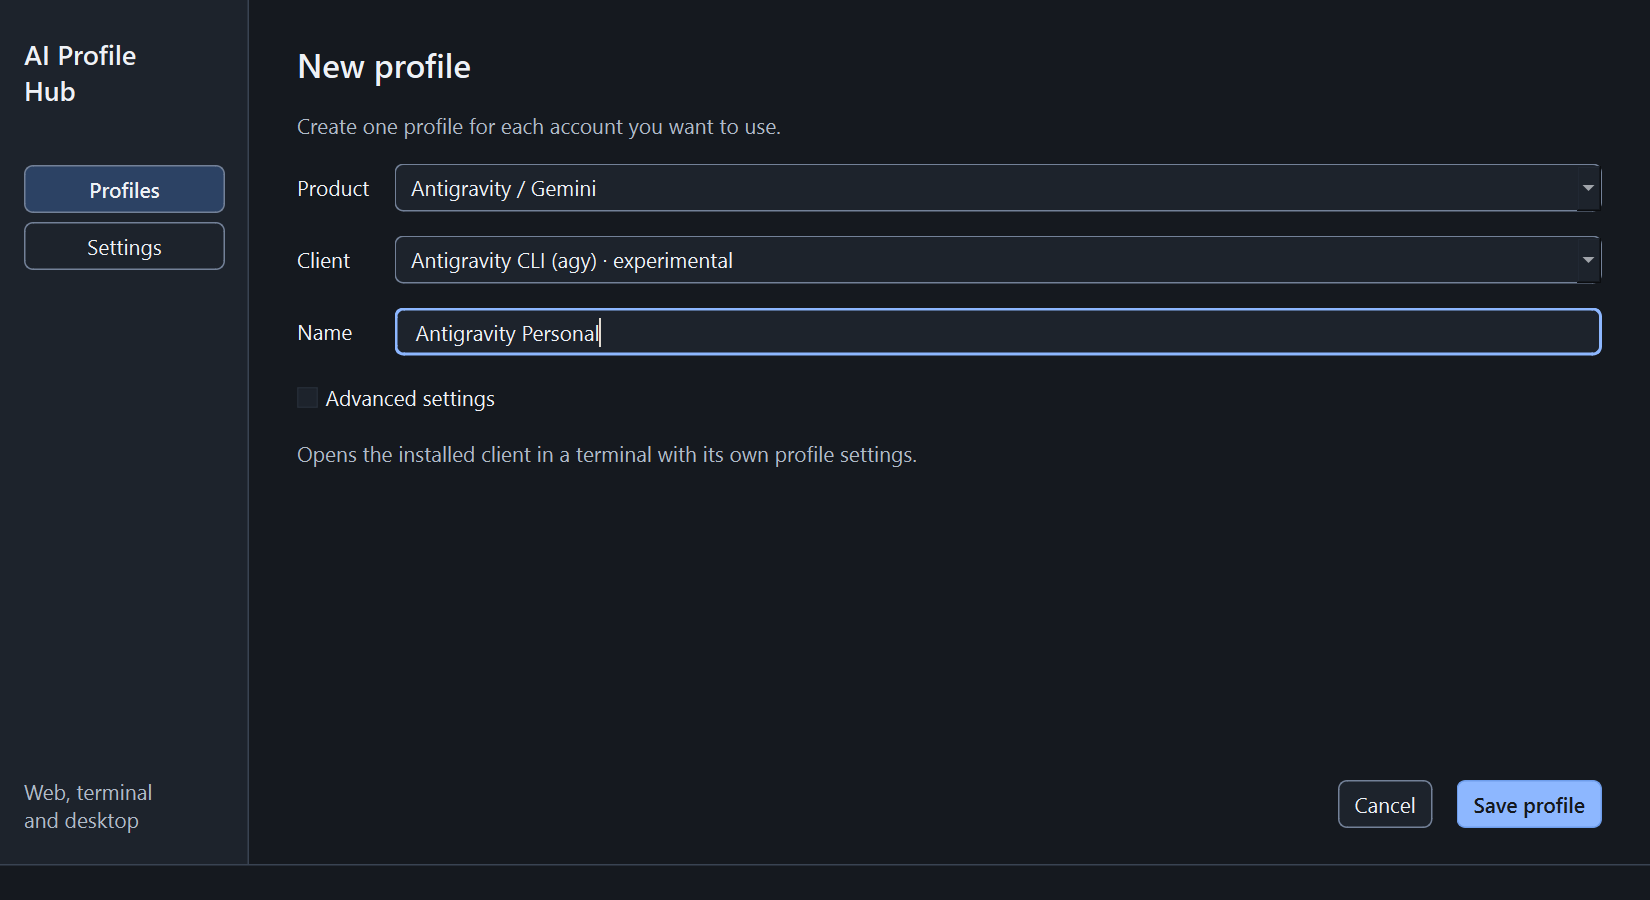 AI Profile
Hub
Profiles
Settings
Web, terminal
and desktop
New profile
Create one profile for each account you want to use.
Product
Antigravity / Gemini
Client
Antigravity CLI (agy) · experimental
Name
Antigravity Personal
Advanced settings
Opens the installed client in a terminal with its own profile settings.
Cancel
Save profile